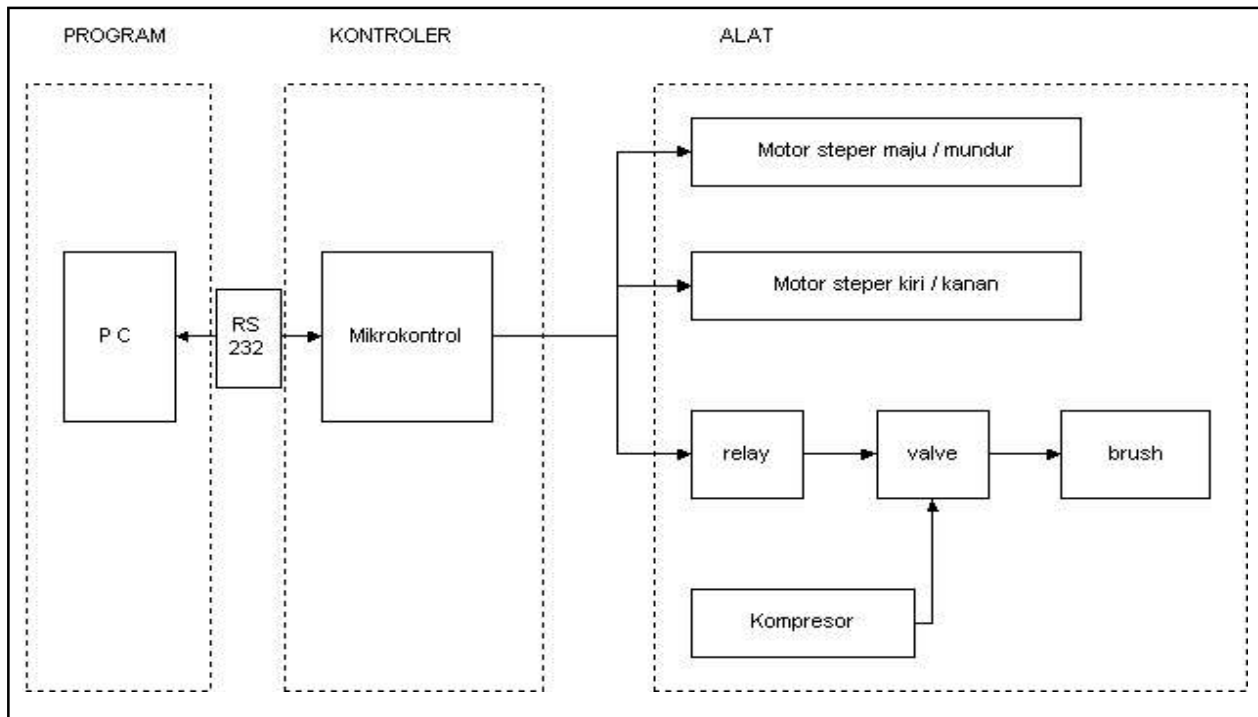 PROGRAM
KONTROLER
ALAT
Motor steper maju / mundur
Motor steper kiri / kanan
P C
RS
232
Mikrokontrol
relay
valve
brush
Kompresor